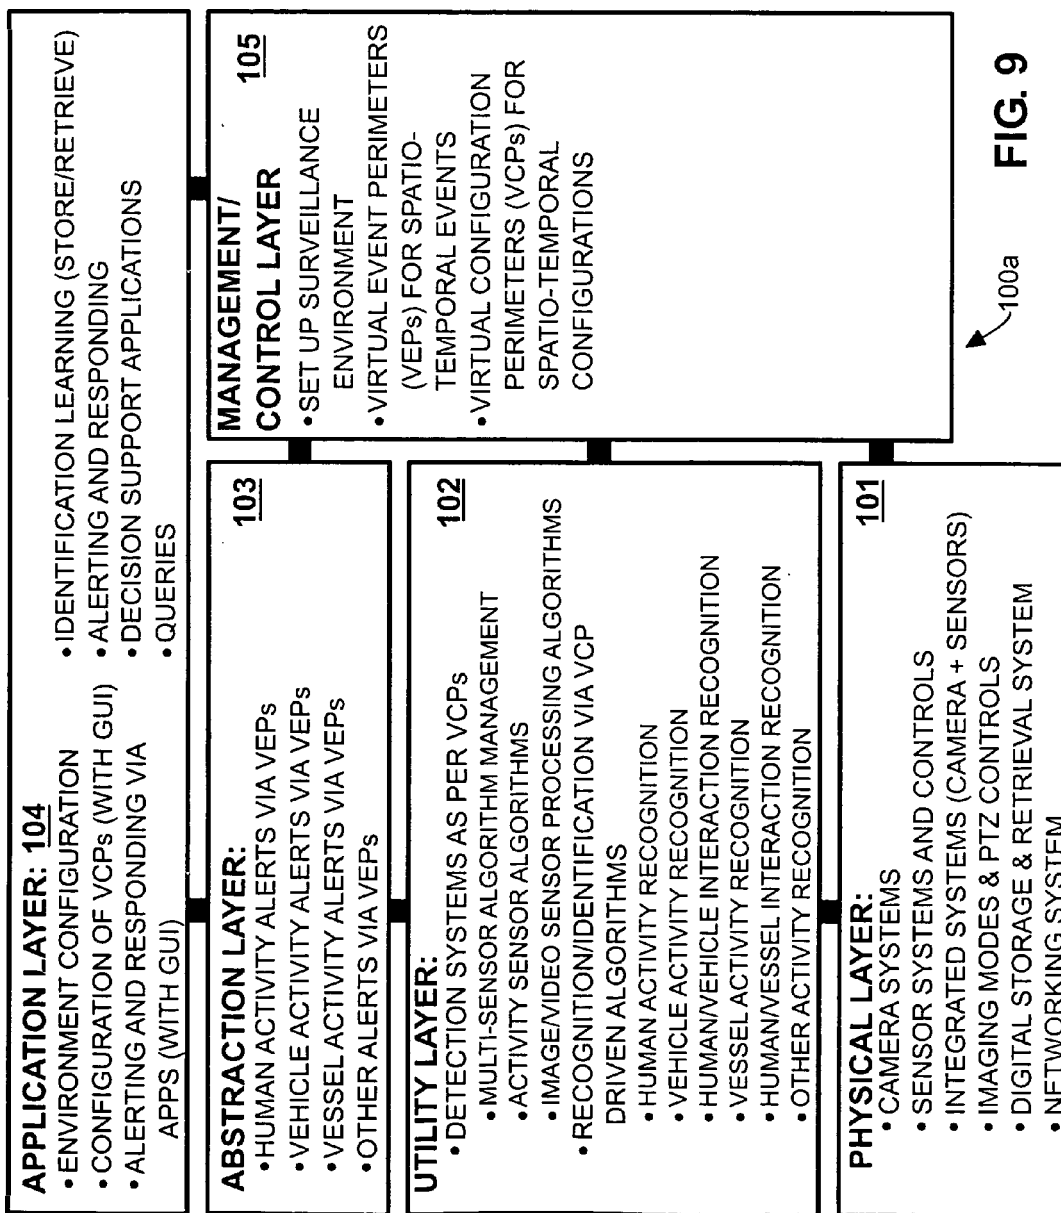 APPLICATION LAYER: 104
• ENVIRONMENT CONFIGURATION
• CONFIGURATION OF VCPs (WITH GUI)
• ALERTING AND RESPONDING VIA
APPS (WITH GUI)
• IDENTIFICATION LEARNING (STORE/RETRIEVE)
• ALERTING AND RESPONDING
• DECISION SUPPORT APPLICATIONS
• QUERIES
ABSTRACTION LAYER: 103
• HUMAN ACTIVITY ALERTS VIA VEPs
• VEHICLE ACTIVITY ALERTS VIA VEPs
• VESSEL ACTIVITY ALERTS VIA VEPs
• OTHER ALERTS VIA VEPs
UTILITY LAYER: 102
• DETECTION SYSTEMS AS PER VCPs
• MULTI-SENSOR ALGORITHM MANAGEMENT
• ACTIVITY SENSOR ALGORITHMS
• IMAGE/VIDEO SENSOR PROCESSING ALGORITHMS
• RECOGNITION/IDENTIFICATION VIA VCP
DRIVEN ALGORITHMS
• HUMAN ACTIVITY RECOGNITION
• VEHICLE ACTIVITY RECOGNITION
• HUMAN/VEHICLE INTERACTION RECOGNITION
• VESSEL ACTIVITY RECOGNITION
• HUMAN/VESSEL INTERACTION RECOGNITION
• OTHER ACTIVITY RECOGNITION
PHYSICAL LAYER: 101
• CAMERA SYSTEMS
• SENSOR SYSTEMS AND CONTROLS
• INTEGRATED SYSTEMS (CAMERA + SENSORS)
• IMAGING MODES & PTZ CONTROLS
• DIGITAL STORAGE & RETRIEVAL SYSTEM
• NETWORKING SYSTEM
MANAGEMENT/
CONTROL LAYER 105
• SET UP SURVEILLANCE
ENVIRONMENT
• VIRTUAL EVENT PERIMETERS
(VEPs) FOR SPATIO-
TEMPORAL EVENTS
• VIRTUAL CONFIGURATION
PERIMETERS (VCPs) FOR
SPATIO-TEMPORAL
CONFIGURATIONS
100a
FIG. 9